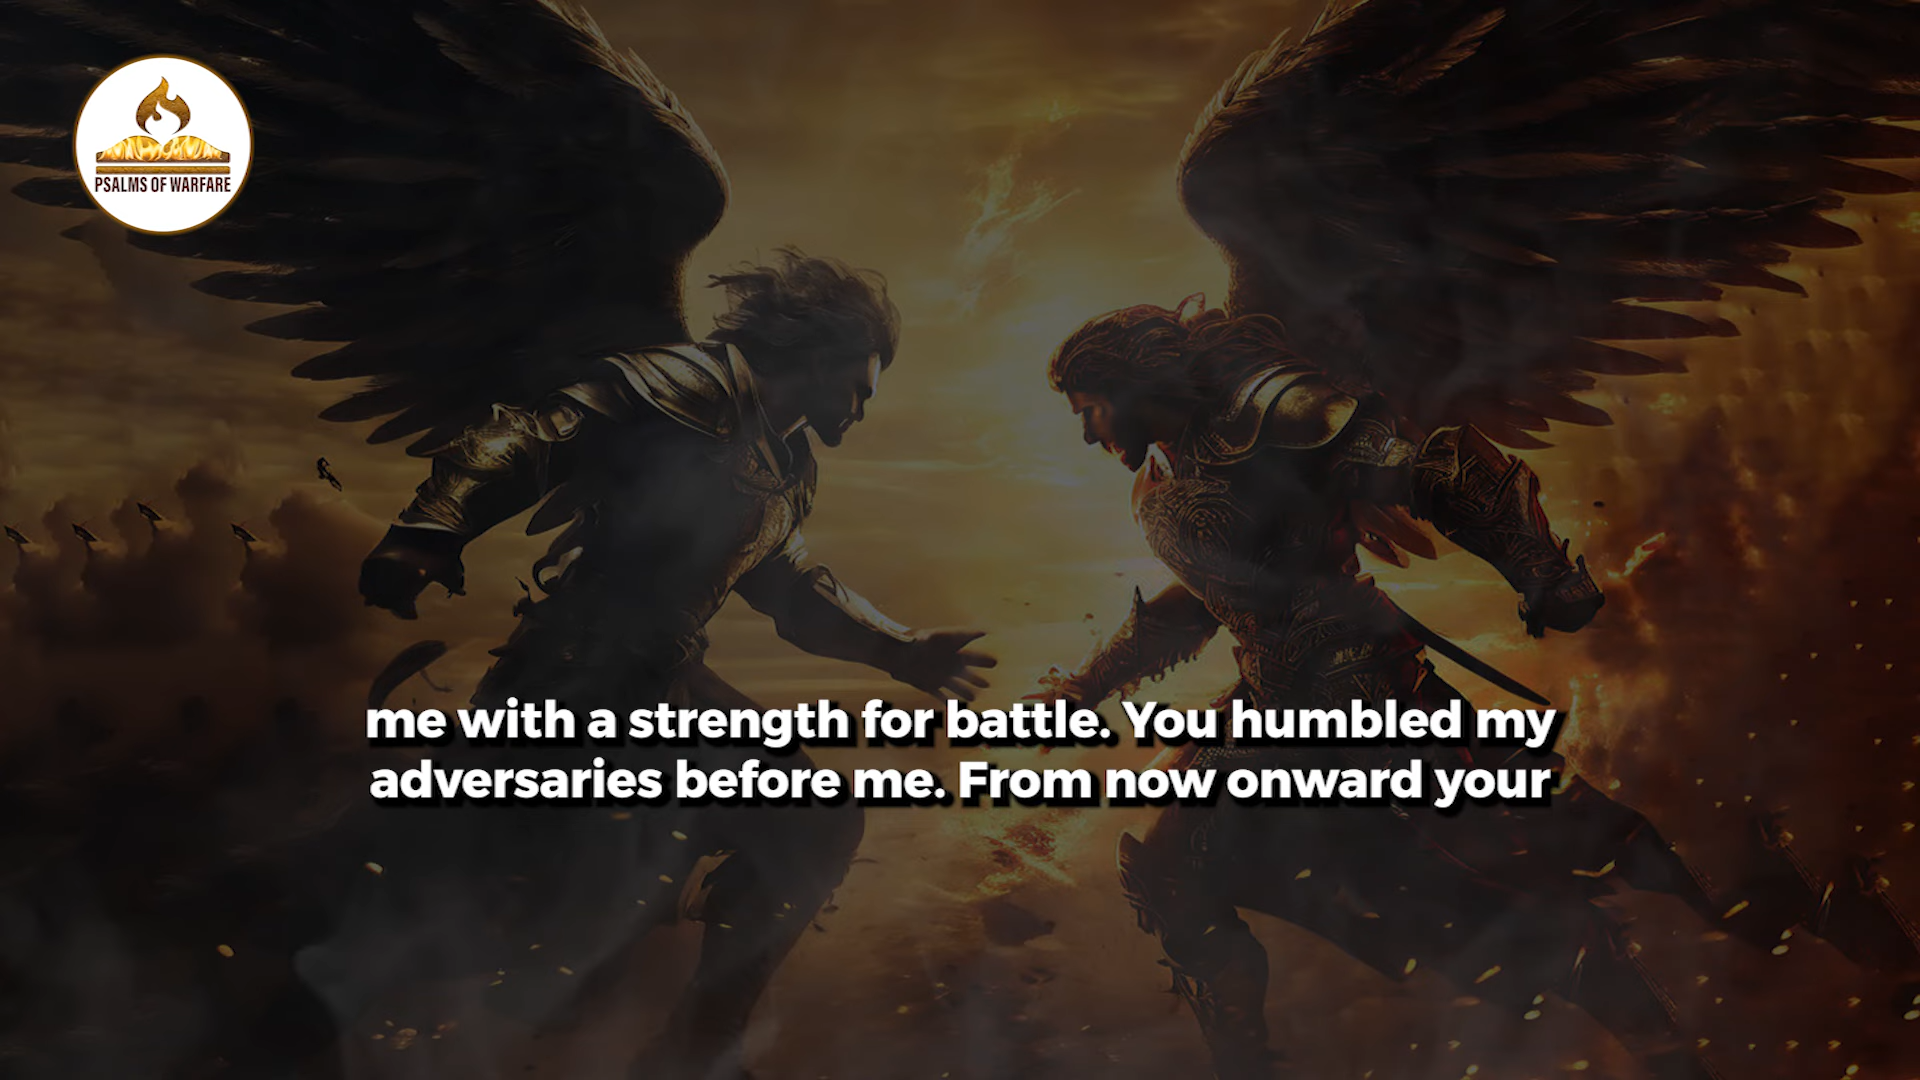 PSALMS OF WARFARE
me with a strength for battle. You humbled my
adversaries before me. From now onward your